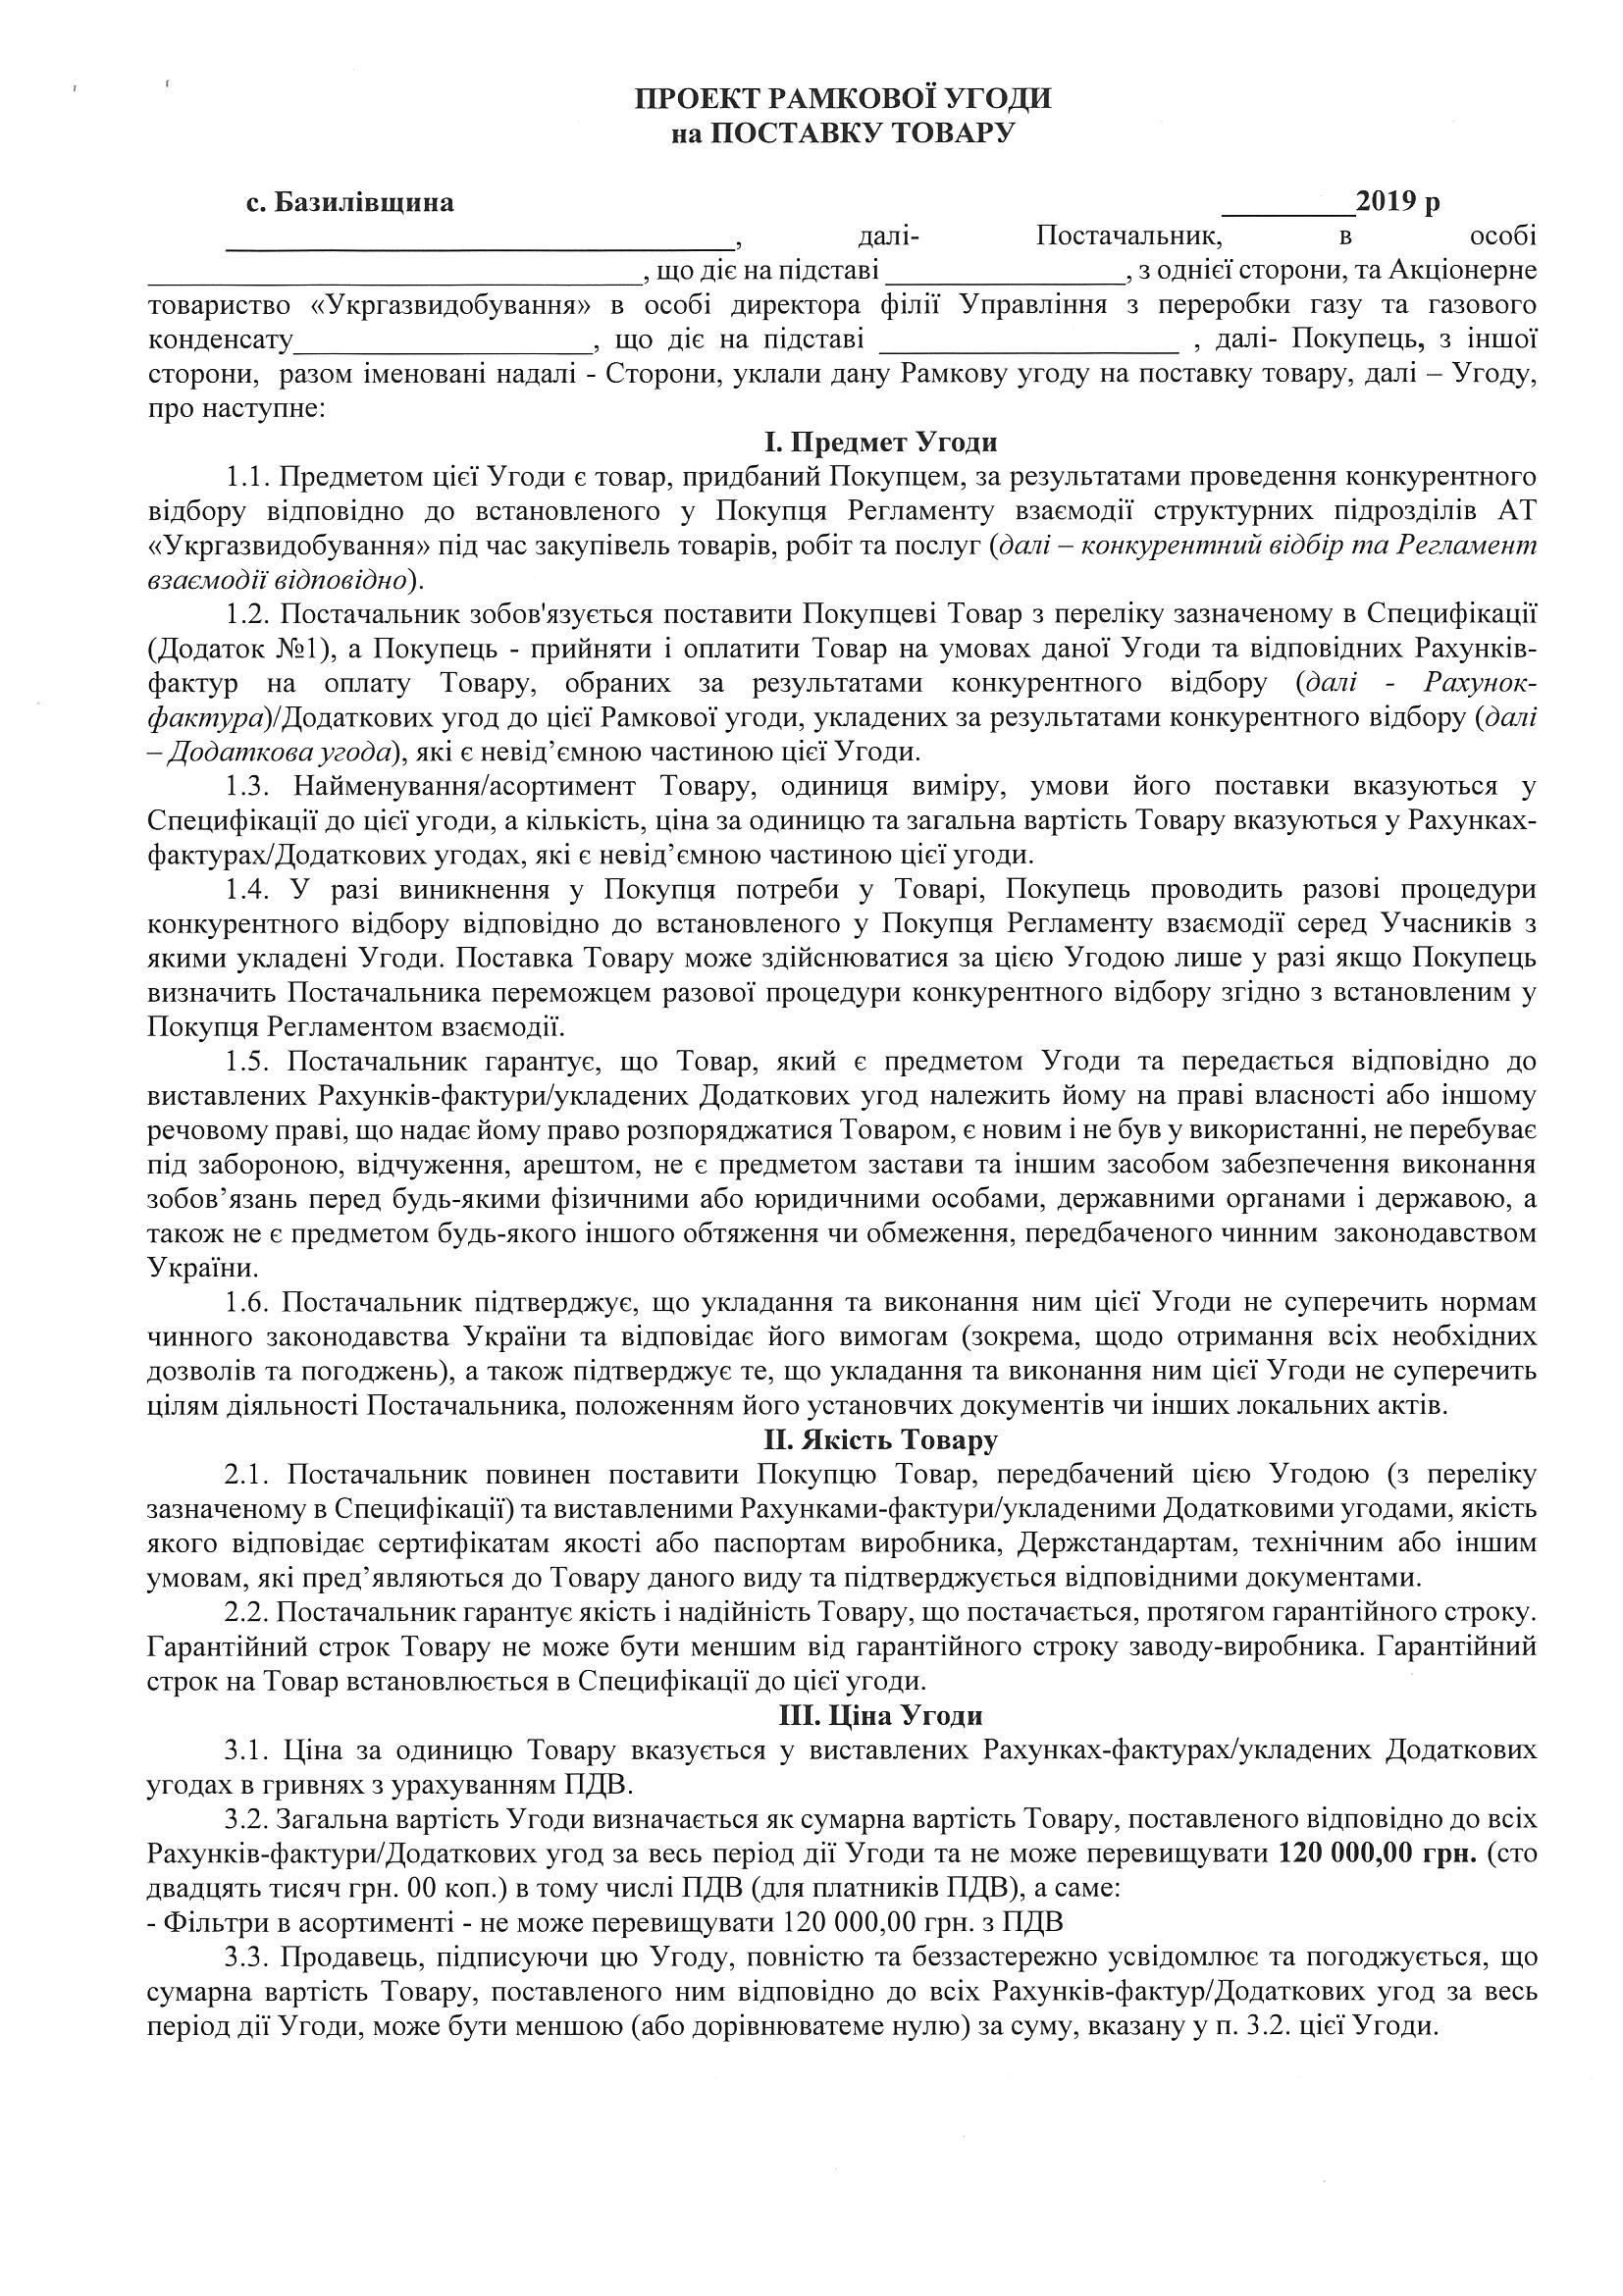 ПРОЕКТ РАМКОВОЇ УГОДИ
на ПОСТАВКУ ТОВАРУ
с. Базилівщина _________2019 р
__________________________________, далі- Постачальник, в особі
_________________________________, що діє на підставі ________________, з однієї сторони, та Акціонерне
товариство «Укргазвидобування» в особі директора філії Управління з переробки газу та газового
конденсату____________________, що діє на підставі ____________________ , далі- Покупець, з іншої
сторони, разом іменовані надалі - Сторони, уклали дану Рамкову угоду на поставку товару, далі – Угоду,
про наступне:
І. Предмет Угоди
1.1. Предметом цієї Угоди є товар, придбаний Покупцем, за результатами проведення конкурентного
відбору відповідно до встановленого у Покупця Регламенту взаємодії структурних підрозділів АТ
«Укргазвидобування» під час закупівель товарів, робіт та послуг (далі – конкурентний відбір та Регламент
взаємодії відповідно).
1.2. Постачальник зобов'язується поставити Покупцеві Товар з переліку зазначеному в Специфікації
(Додаток №1), а Покупець - прийняти і оплатити Товар на умовах даної Угоди та відповідних Рахунків-
фактур на оплату Товару, обраних за результатами конкурентного відбору (далі - Рахунок-
фактура)/Додаткових угод до цієї Рамкової угоди, укладених за результатами конкурентного відбору (далі
– Додаткова угода), які є невід’ємною частиною цієї Угоди.
1.3. Найменування/асортимент Товару, одиниця виміру, умови його поставки вказуються у
Специфікації до цієї угоди, а кількість, ціна за одиницю та загальна вартість Товару вказуються у Рахунках-
фактурах/Додаткових угодах, які є невід’ємною частиною цієї угоди.
1.4. У разі виникнення у Покупця потреби у Товарі, Покупець проводить разові процедури
конкурентного відбору відповідно до встановленого у Покупця Регламенту взаємодії серед Учасників з
якими укладені Угоди. Поставка Товару може здійснюватися за цією Угодою лише у разі якщо Покупець
визначить Постачальника переможцем разової процедури конкурентного відбору згідно з встановленим у
Покупця Регламентом взаємодії.
1.5. Постачальник гарантує, що Товар, який є предметом Угоди та передається відповідно до
виставлених Рахунків-фактури/укладених Додаткових угод належить йому на праві власності або іншому
речовому праві, що надає йому право розпоряджатися Товаром, є новим і не був у використанні, не перебуває
під забороною, відчуження, арештом, не є предметом застави та іншим засобом забезпечення виконання
зобов’язань перед будь-якими фізичними або юридичними особами, державними органами і державою, а
також не є предметом будь-якого іншого обтяження чи обмеження, передбаченого чинним законодавством
України.
1.6. Постачальник підтверджує, що укладання та виконання ним цієї Угоди не суперечить нормам
чинного законодавства України та відповідає його вимогам (зокрема, щодо отримання всіх необхідних
дозволів та погоджень), а також підтверджує те, що укладання та виконання ним цієї Угоди не суперечить
цілям діяльності Постачальника, положенням його установчих документів чи інших локальних актів.
ІІ. Якість Товару
2.1. Постачальник повинен поставити Покупцю Товар, передбачений цією Угодою (з переліку
зазначеному в Специфікації) та виставленими Рахунками-фактури/укладеними Додатковими угодами, якість
якого відповідає сертифікатам якості або паспортам виробника, Держстандартам, технічним або іншим
умовам, які пред’являються до Товару даного виду та підтверджується відповідними документами.
2.2. Постачальник гарантує якість і надійність Товару, що постачається, протягом гарантійного строку.
Гарантійний строк Товару не може бути меншим від гарантійного строку заводу-виробника. Гарантійний
строк на Товар встановлюється в Специфікації до цієї угоди.
ІІІ. Ціна Угоди
3.1. Ціна за одиницю Товару вказується у виставлених Рахунках-фактурах/укладених Додаткових
угодах в гривнях з урахуванням ПДВ.
3.2. Загальна вартість Угоди визначається як сумарна вартість Товару, поставленого відповідно до всіх
Рахунків-фактури/Додаткових угод за весь період дії Угоди та не може перевищувати 120 000,00 грн. (сто
двадцять тисяч грн. 00 коп.) в тому числі ПДВ (для платників ПДВ), а саме:
- Фільтри в асортименті - не може перевищувати 120 000,00 грн. з ПДВ
3.3. Продавець, підписуючи цю Угоду, повністю та беззастережно усвідомлює та погоджується, що
сумарна вартість Товару, поставленого ним відповідно до всіх Рахунків-фактур/Додаткових угод за весь
період дії Угоди, може бути меншою (або дорівнюватеме нулю) за суму, вказану у п. 3.2. цієї Угоди.